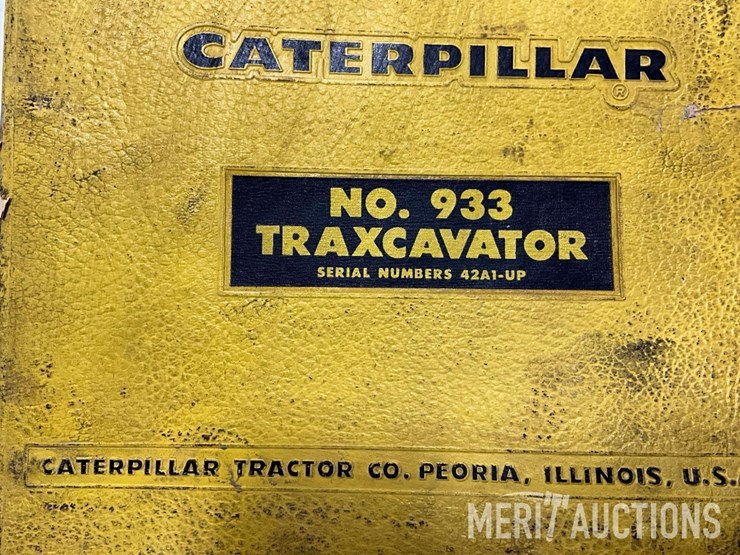 CATERPILLAR
®
NO. 933
TRAXCAVATOR
SERIAL NUMBERS 42A1-UP
CATERPILLAR TRACTOR CO. PEORIA, ILLINOIS, U.S.
MERIT AUCTIONS